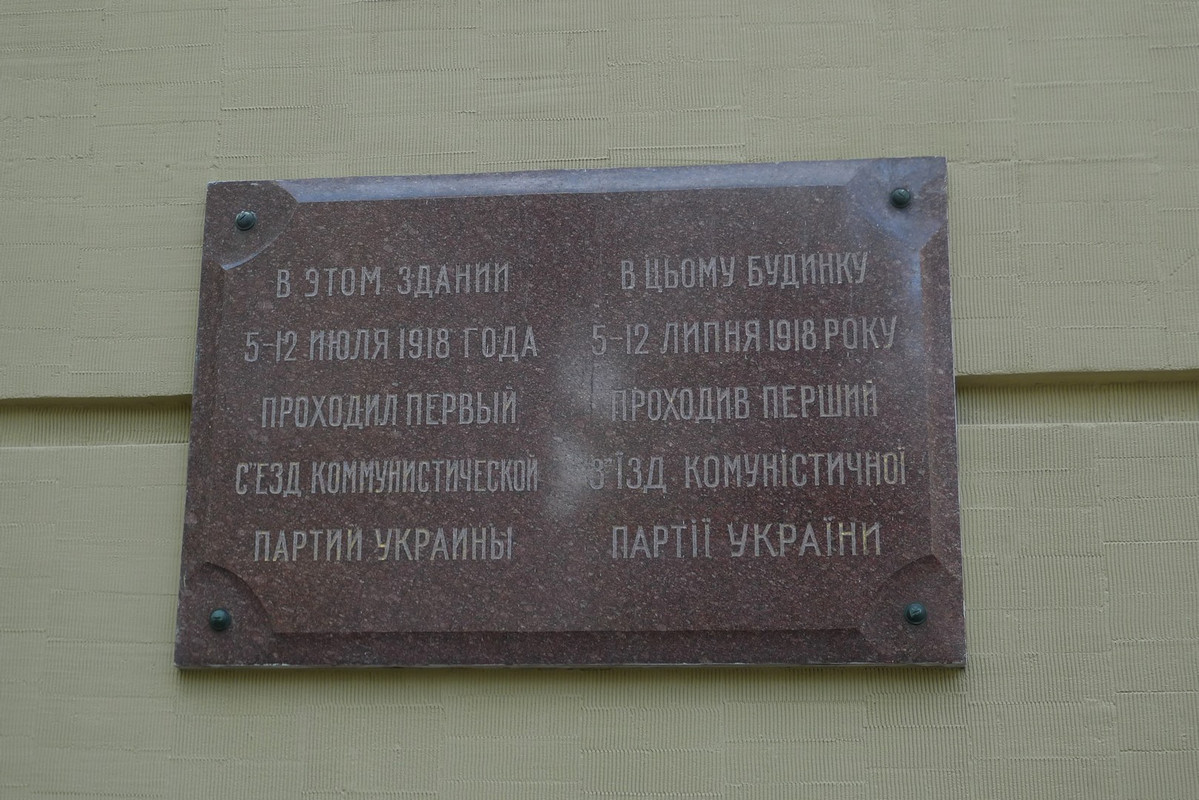 В ЭТОМ ЗДАНИИ
5-12 ИЮЛЯ 1918 ГОДА
ПРОХОДИЛ ПЕРВЫЙ
С"ЕЗД КОММУНИСТИЧЕСКОЙ
ПАРТИИ УКРАИНЫ
В ЦЬОМУ БУДИНКУ
5-12 ЛИПНЯ 1918 РОКУ
ПРОХОДИВ ПЕРШИЙ
З"ЇЗД КОМУНІСТИЧНОЇ
ПАРТІЇ УКРАЇНИ